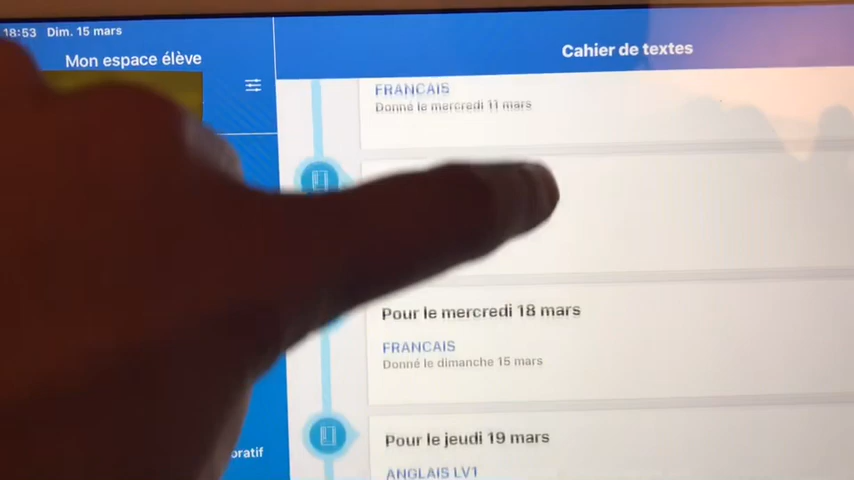 18:53 Dim. 15 mars
Mon espace élève
Cahier de textes
FRANCAIS
Donné le mercredi 11 mars
Pour le mercredi 18 mars
FRANCAIS
Donné le dimanche 15 mars
Pour le jeudi 19 mars
ANGLAIS LV1
oratif